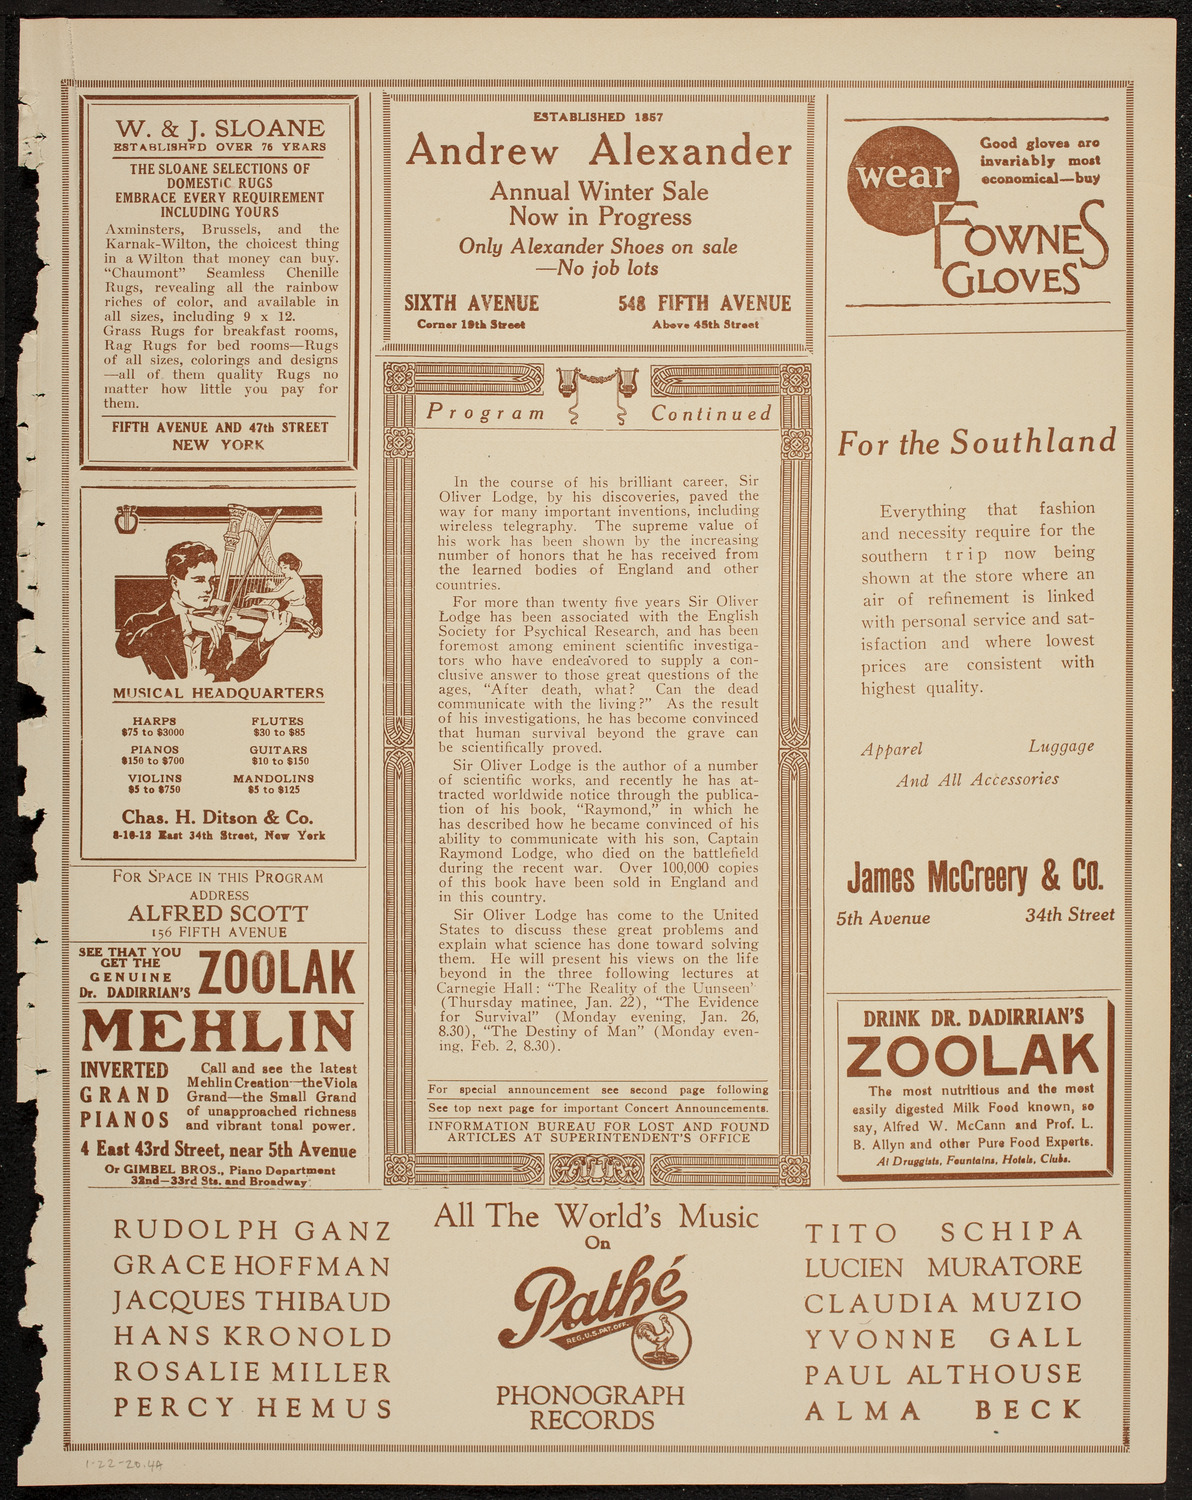 W. & J. SLOANE
ESTABLISHED OVER 76 YEARS
THE SLOANE SELECTIONS OF
DOMESTIC RUGS
EMBRACE EVERY REQUIREMENT
INCLUDING YOURS
Axminsters, Brussels, and the
Karnak-Wilton, the choicest thing
in a Wilton that money can buy.
"Chaumont" Seamless Chenille
Rugs, revealing all the rainbow
riches of color, and available in
all sizes, including 9 x 12.
Grass Rugs for breakfast rooms,
Rag Rugs for bed rooms—Rugs
of all sizes, colorings and designs
—all of them quality Rugs no
matter how little you pay for
them.
FIFTH AVENUE AND 47th STREET
NEW YORK
MUSICAL HEADQUARTERS
HARPS
$75 to $3000
FLUTES
$30 to $85
PIANOS
$150 to $700
GUITARS
$10 to $150
VIOLINS
$5 to $750
MANDOLINS
$5 to $125
Chas. H. Ditson & Co.
8-10-12 East 34th Street, New York
FOR SPACE IN THIS PROGRAM
ADDRESS
ALFRED SCOTT
156 FIFTH AVENUE
SEE THAT YOU
GET THE
GENUINE
Dr. DADIRRIAN'S
ZOOLAK
MEHLIN
INVERTED
GRAND
PIANOS
Call and see the latest
Mehlin Creation—the Viola
Grand—the Small Grand
of unapproached richness
and vibrant tonal power.
4 East 43rd Street, near 5th Avenue
Or GIMBEL BROS., Piano Department
32nd—33rd Sts. and Broadway
ESTABLISHED 1857
Andrew Alexander
Annual Winter Sale
Now in Progress
Only Alexander Shoes on sale
—No job lots
SIXTH AVENUE
Corner 19th Street
548 FIFTH AVENUE
Above 45th Street
Program Continued
In the course of his brilliant career, Sir
Oliver Lodge, by his discoveries, paved the
way for many important inventions, including
wireless telegraphy. The supreme value of
his work has been shown by the increasing
number of honors that he has received from
the learned bodies of England and other
countries.
For more than twenty five years Sir Oliver
Lodge has been associated with the English
Society for Psychical Research, and has been
foremost among eminent scientific investiga-
tors who have endeavored to supply a con-
clusive answer to those great questions of the
ages, "After death, what? Can the dead
communicate with the living?" As the result
of his investigations, he has become convinced
that human survival beyond the grave can
be scientifically proved.
Sir Oliver Lodge is the author of a number
of scientific works, and recently he has at-
tracted worldwide notice through the publica-
tion of his book, "Raymond," in which he
has described how he became convinced of his
ability to communicate with his son, Captain
Raymond Lodge, who died on the battlefield
during the recent war. Over 100,000 copies
of this book have been sold in England and
in this country.
Sir Oliver Lodge has come to the United
States to discuss these great problems and
explain what science has done toward solving
them. He will present his views on the life
beyond in the three following lectures at
Carnegie Hall: "The Reality of the Uunseen'
(Thursday matinee, Jan. 22), "The Evidence
for Survival" (Monday evening, Jan. 26,
8.30), "The Destiny of Man" (Monday even-
ing, Feb. 2, 8.30).
For special announcement see second page following
See top next page for important Concert Announcements.
INFORMATION BUREAU FOR LOST AND FOUND
ARTICLES AT SUPERINTENDENT'S OFFICE
wear
Good gloves are
invariably most
economical—buy
FOWNES
GLOVES
For the Southland
Everything that fashion
and necessity require for the
southern trip now being
shown at the store where an
air of refinement is linked
with personal service and sat-
isfaction and where lowest
prices are consistent with
highest quality.
Apparel Luggage
And All Accessories
James McCreery & Co.
5th Avenue 34th Street
DRINK DR. DADIRRIAN'S
ZOOLAK
The most nutritious and the most
easily digested Milk Food known, so
say, Alfred W. McCann and Prof. L.
B. Allyn and other Pure Food Experts.
At Druggists, Fountains, Hotels, Clubs.
RUDOLPH GANZ
GRACE HOFFMAN
JACQUES THIBAUD
HANS KRONOLD
ROSALIE MILLER
PERCY HEMUS
All The World's Music
On
Pathé
REG. U.S. PAT. OFF.
PHONOGRAPH
RECORDS
TITO SCHIPA
LUCIEN MURATORE
CLAUDIA MUZIO
YVONNE GALL
PAUL ALTHOUSE
ALMA BECK
1-22-20.4A